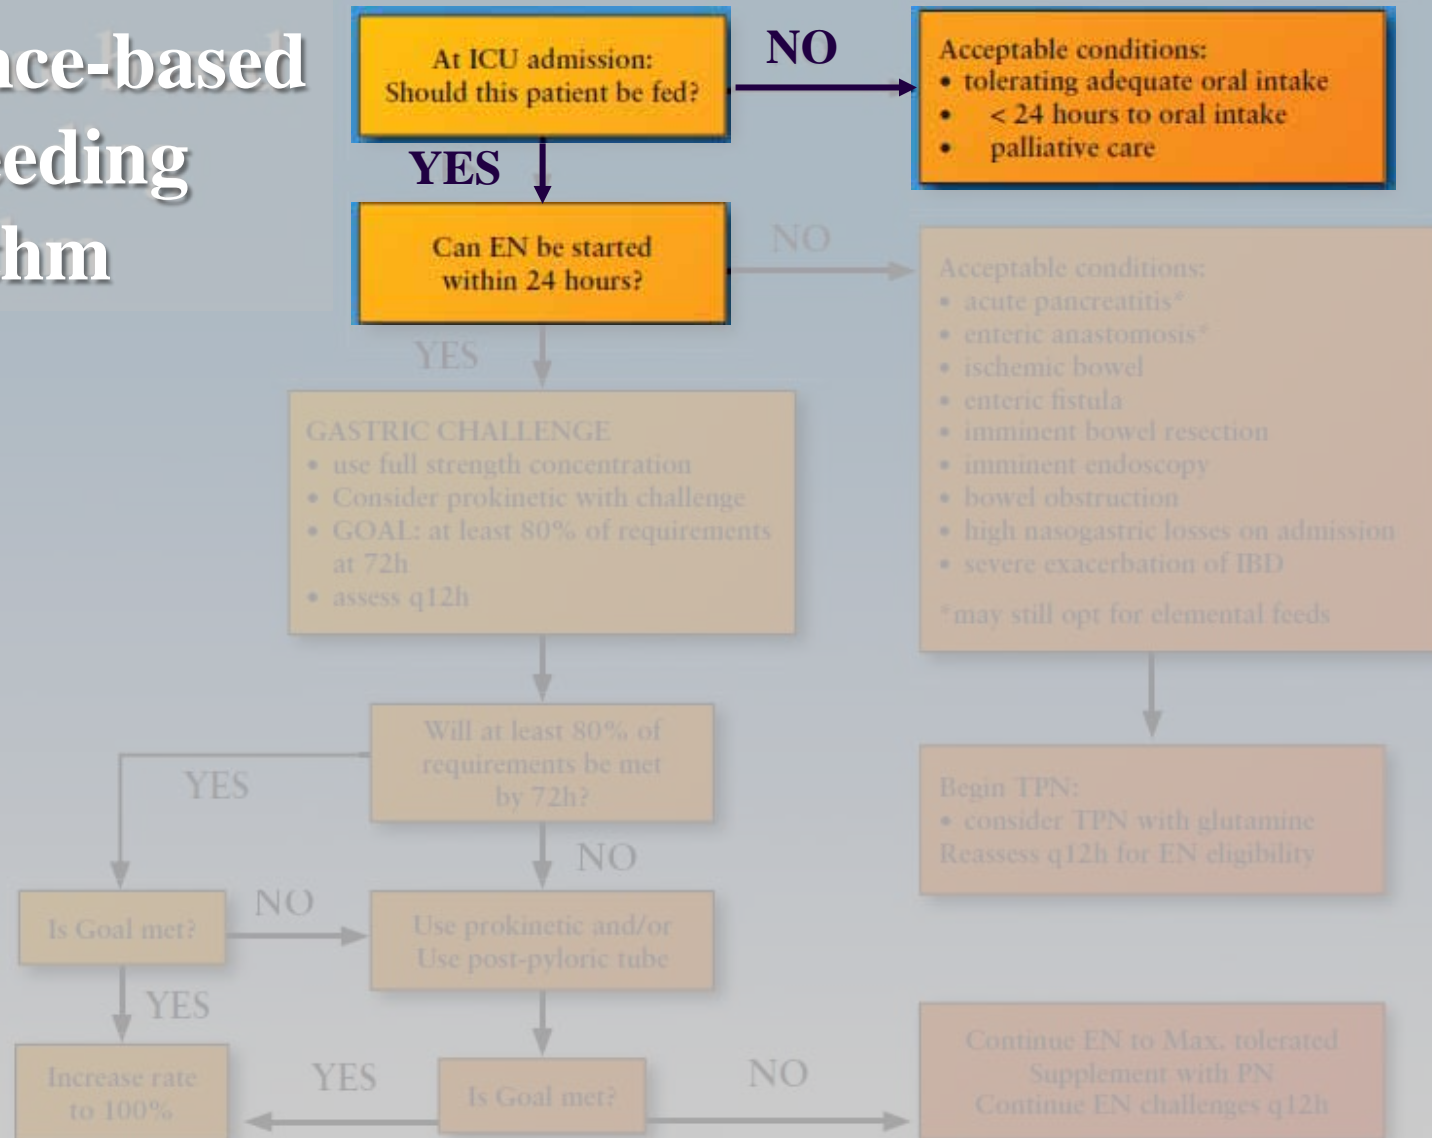 nce-based
eeding
thm
At ICU admission:
Should this patient be fed?
NO
Acceptable conditions:
• tolerating adequate oral intake
• < 24 hours to oral intake
• palliative care
YES
Can EN be started
within 24 hours?
NO
Acceptable conditions:
• acute pancreatitis*
• enteric anastomosis*
• ischemic bowel
• enteric fistula
• imminent bowel resection
• imminent endoscopy
• bowel obstruction
• high nasogastric losses on admission
• severe exacerbation of IBD
*may still opt for elemental feeds
YES
GASTRIC CHALLENGE
• use full strength concentration
• Consider prokinetic with challenge
• GOAL: at least 80% of requirements
at 72h
• assess q12h
Will at least 80% of
requirements be met
by 72h?
YES
NO
Begin TPN:
• consider TPN with glutamine
Reassess q12h for EN eligibility
Is Goal met?
NO
Use prokinetic and/or
Use post-pyloric tube
YES
Increase rate
to 100%
YES
Is Goal met?
NO
Continue EN to Max. tolerated
Supplement with PN
Continue EN challenges q12h